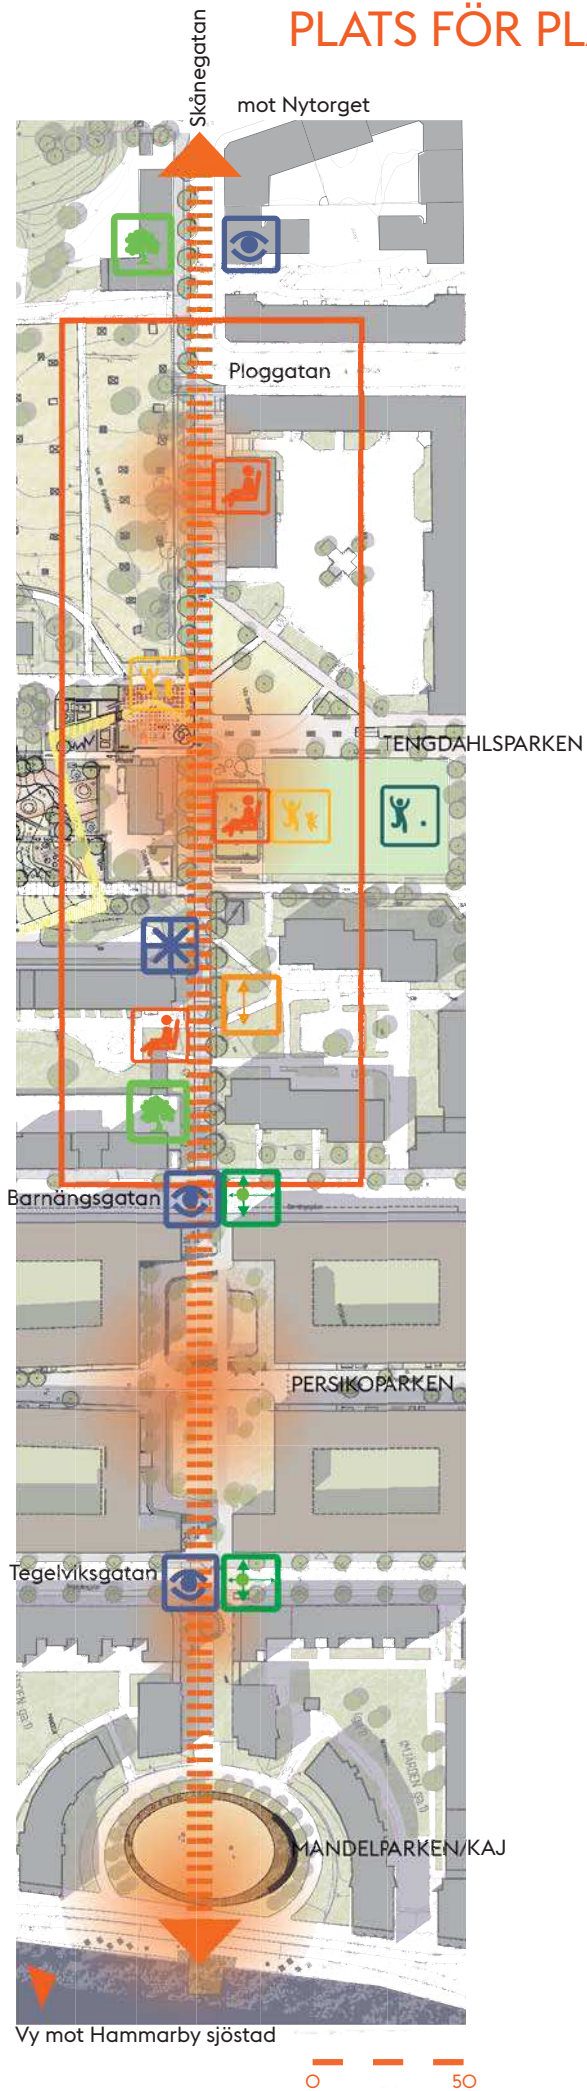 PLATS FÖR PL
Skånegatan
mot Nytorget
Ploggatan
TENGDAHLSPARKEN
Barnängsgatan
PERSIKOPARKEN
Tegelviksgatan
MANDELPARKEN/KAJ
Vy mot Hammarby sjöstad
0 50